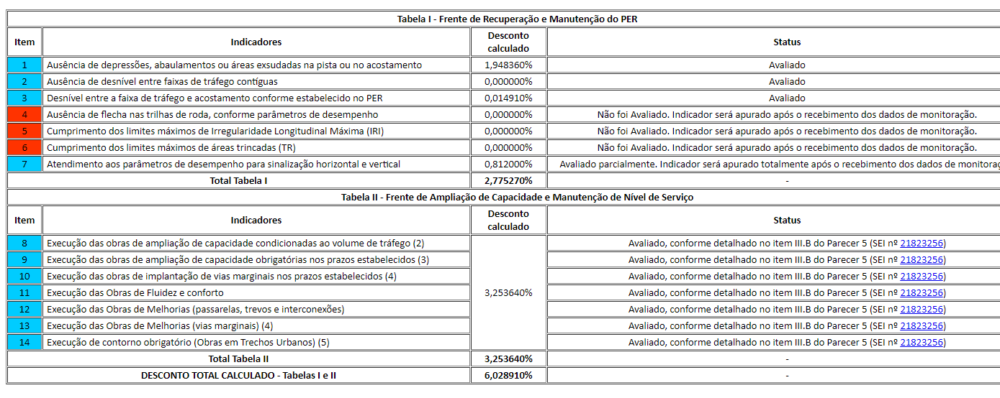 Tabela I - Frente de Recuperação e Manutenção do PER
Item Indicadores Desconto calculado Status
1 Ausência de depressões, abaulamentos ou áreas exsudadas na pista ou no acostamento 1,948360% Avaliado
2 Ausência de desnível entre faixas de tráfego contíguas 0,000000% Avaliado
3 Desnível entre a faixa de tráfego e acostamento conforme estabelecido no PER 0,014910% Avaliado
4 Ausência de flecha nas trilhas de roda, conforme parâmetros de desempenho 0,000000% Não foi Avaliado. Indicador será apurado após o recebimento dos dados de monitoração.
5 Cumprimento dos limites máximos de Irregularidade Longitudinal Máxima (IRI) 0,000000% Não foi Avaliado. Indicador será apurado após o recebimento dos dados de monitoração.
6 Cumprimento dos limites máximos de áreas trincadas (TR) 0,000000% Não foi Avaliado. Indicador será apurado após o recebimento dos dados de monitoração.
7 Atendimento aos parâmetros de desempenho para sinalização horizontal e vertical 0,812000% Avaliado parcialmente. Indicador será apurado totalmente após o recebimento dos dados de
Total Tabela I 2,775270% -
Tabela II - Frente de Ampliação de Capacidade e Manutenção de Nível de Serviço
Item Indicadores Desconto calculado Status
8 Execução das obras de ampliação de capacidade condicionadas ao volume de tráfego (2) Avaliado, conforme detalhado no item III.B do Parecer 5 (SEI nº 21823256)
9 Execução das obras de ampliação de capacidade obrigatórias nos prazos estabelecidos (3) Avaliado, conforme detalhado no item III.B do Parecer 5 (SEI nº 21823256)
10 Execução das obras de implantação de vias marginais nos prazos estabelecidos (4) Avaliado, conforme detalhado no item III.B do Parecer 5 (SEI nº 21823256)
11 Execução das Obras de Fluidez e conforto 3,253640% Avaliado, conforme detalhado no item III.B do Parecer 5 (SEI nº 21823256)
12 Execução das Obras de Melhorias (passarelas, trevos e interconexões) Avaliado, conforme detalhado no item III.B do Parecer 5 (SEI nº 21823256)
13 Execução das Obras de Melhorias (vias marginais) (4) Avaliado, conforme detalhado no item III.B do Parecer 5 (SEI nº 21823256)
14 Execução de contorno obrigatório (Obras em Trechos Urbanos) (5) Avaliado, conforme detalhado no item III.B do Parecer 5 (SEI nº 21823256)
Total Tabela II 3,253640% -
DESCONTO TOTAL CALCULADO - Tabelas I e II 6,028910% -